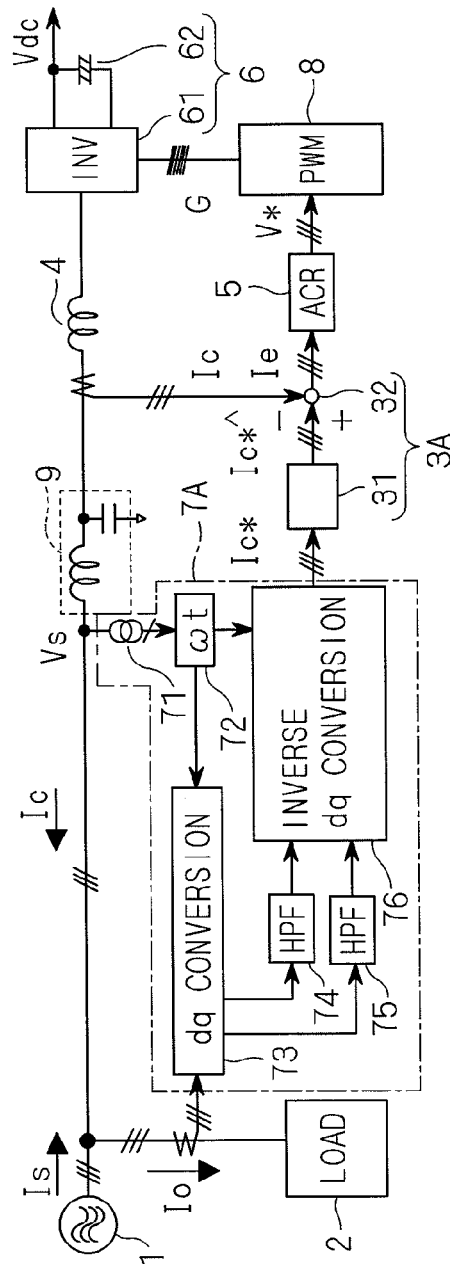 Is
Ic
Vs
9
4
Vdc
62
61
6
INV
1
Io
LOAD
2
dq CONVERSION
73
ωt
71
72
7A
HPF
74
HPF
75
INVERSE
dq CONVERSION
76
Ic*
31
Ic*^
−
+
32
3A
Ic
Ie
ACR
5
V*
PWM
8
G